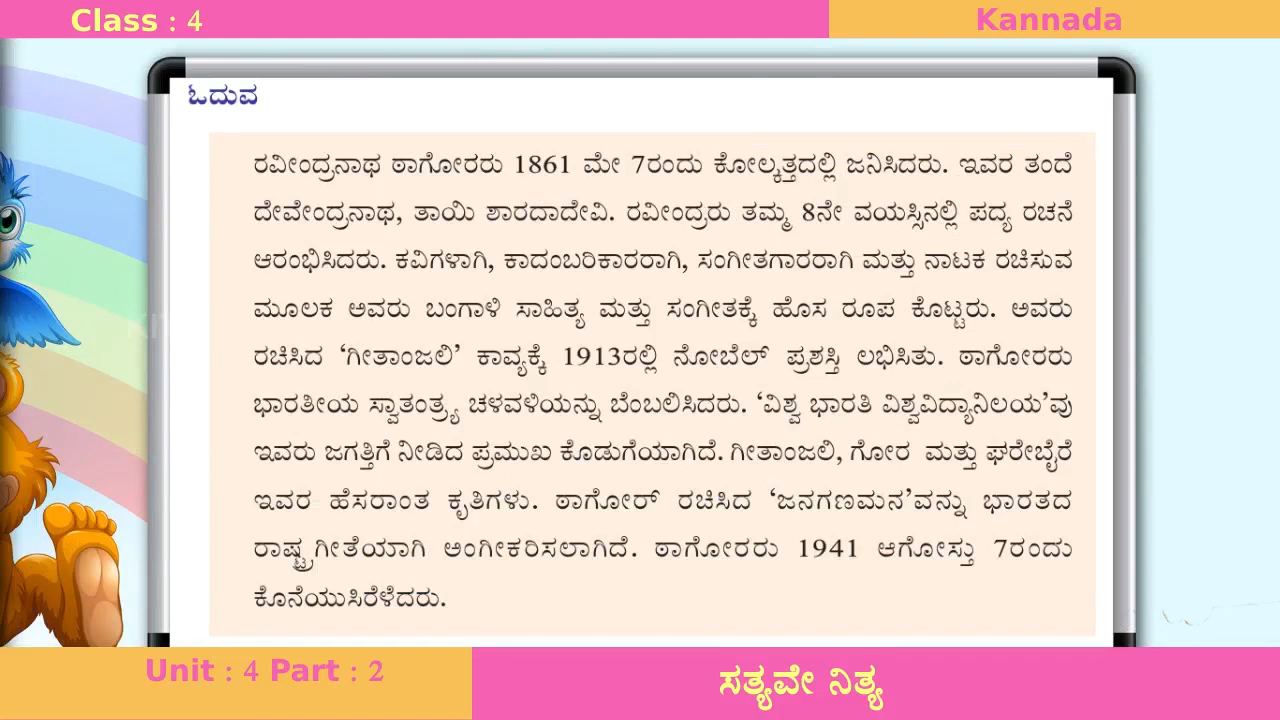 Class : 4
Kannada
ಓದುವ
ರವೀಂದ್ರನಾಥ ಠಾಗೋರರು 1861 ಮೇ 7ರಂದು ಕೋಲ್ಕತ್ತದಲ್ಲಿ ಜನಿಸಿದರು. ಇವರ ತಂದೆ
ದೇವೇಂದ್ರನಾಥ, ತಾಯಿ ಶಾರದಾದೇವಿ. ರವೀಂದ್ರರು ತಮ್ಮ 8ನೇ ವಯಸ್ಸಿನಲ್ಲಿ ಪದ್ಯ ರಚನೆ
ಆರಂಭಿಸಿದರು. ಕವಿಗಳಾಗಿ, ಕಾದಂಬರಿಕಾರರಾಗಿ, ಸಂಗೀತಗಾರರಾಗಿ ಮತ್ತು ನಾಟಕ ರಚಿಸುವ
ಮೂಲಕ ಅವರು ಬಂಗಾಳಿ ಸಾಹಿತ್ಯ ಮತ್ತು ಸಂಗೀತಕ್ಕೆ ಹೊಸ ರೂಪ ಕೊಟ್ಟರು. ಅವರು
ರಚಿಸಿದ ‘ಗೀತಾಂಜಲಿ’ ಕಾವ್ಯಕ್ಕೆ 1913ರಲ್ಲಿ ನೋಬೆಲ್ ಪ್ರಶಸ್ತಿ ಲಭಿಸಿತು. ಠಾಗೋರರು
ಭಾರತೀಯ ಸ್ವಾತಂತ್ರ್ಯ ಚಳವಳಿಯನ್ನು ಬೆಂಬಲಿಸಿದರು. ‘ವಿಶ್ವ ಭಾರತಿ ವಿಶ್ವವಿದ್ಯಾನಿಲಯ’ವು
ಇವರು ಜಗತ್ತಿಗೆ ನೀಡಿದ ಪ್ರಮುಖ ಕೊಡುಗೆಯಾಗಿದೆ. ಗೀತಾಂಜಲಿ, ಗೋರ ಮತ್ತು ಘರೇಬೈರೆ
ಇವರ ಹೆಸರಾಂತ ಕೃತಿಗಳು. ಠಾಗೋರ್ ರಚಿಸಿದ ‘ಜನಗಣಮನ’ವನ್ನು ಭಾರತದ
ರಾಷ್ಟ್ರಗೀತೆಯಾಗಿ ಅಂಗೀಕರಿಸಲಾಗಿದೆ. ಠಾಗೋರರು 1941 ಆಗೋಸ್ತು 7ರಂದು
ಕೊನೆಯುಸಿರೆಳೆದರು.
Unit : 4 Part : 2
ಸತ್ಯವೇ ನಿತ್ಯ